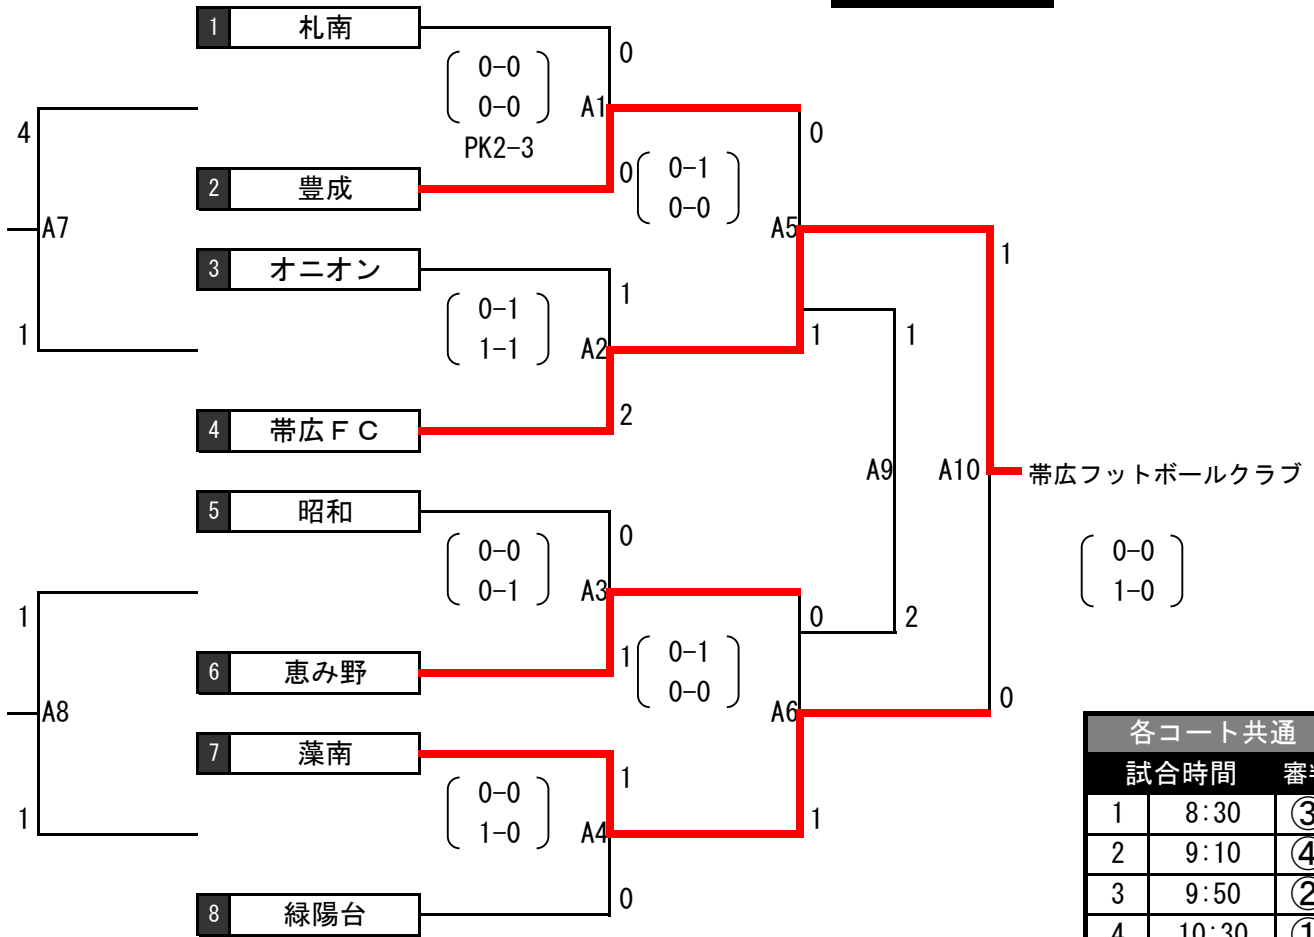 1 札南
0
0-0
0-0
A1
PK2-3
4
0
2 豊成
0
0-1
0-0
A7
A5
3 オニオン
1
1
0-1
1-1
A2
1
1
1
4 帯広ＦＣ
2
A9
A10
帯広フットボールクラブ
5 昭和
0
0-0
0-1
A3
0-0
1-0
1
0
2
6 恵み野
1
0-1
0-0
A8
A6
0
7 藻南
1
0-0
1-0
A4
1
1
8 緑陽台
0
各コート共通
試合時間
1 8:30 ③
2 9:10 ④
3 9:50 ②
4 10:30